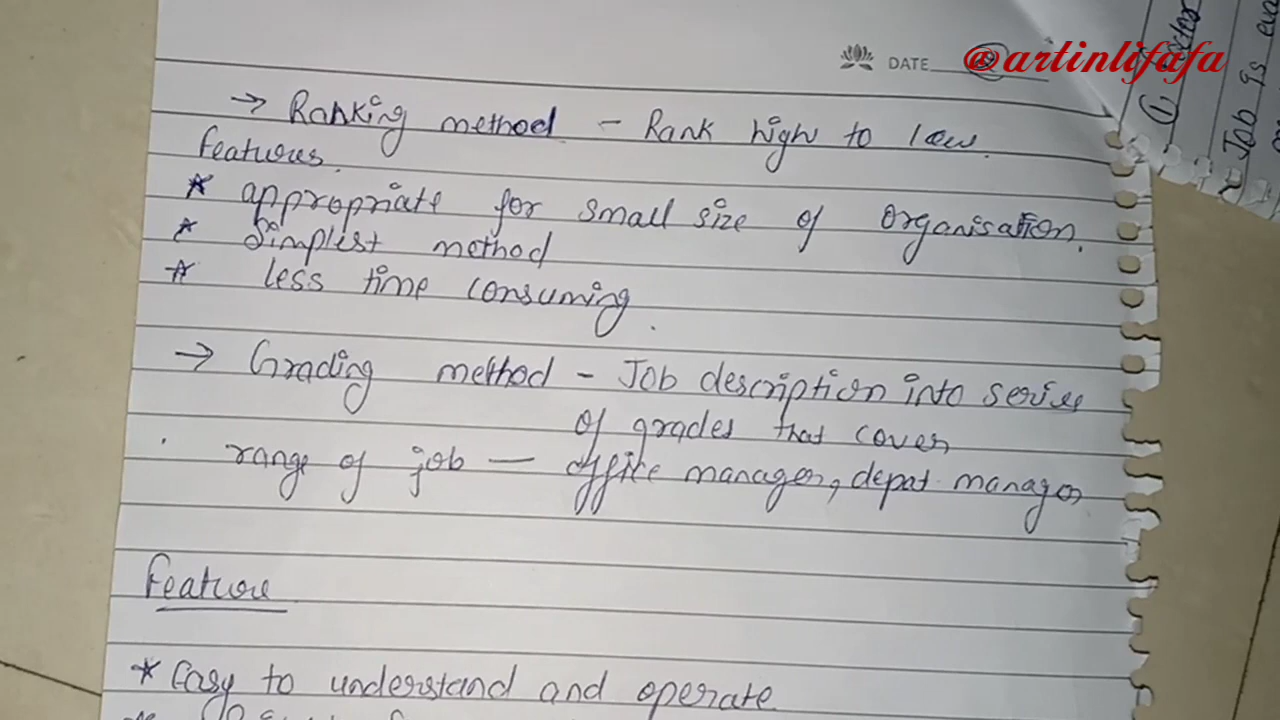 @artinlifafa
DATE
→ Ranking method - Rank high to low.
features.
* appropriate for small size of organisation.
* Simplest method
* less time consuming.
→ Grading method - Job description into series
of grades that cover
range of job — office manager, depat. manager
Feature
* Easy to understand and operate
①
Job is